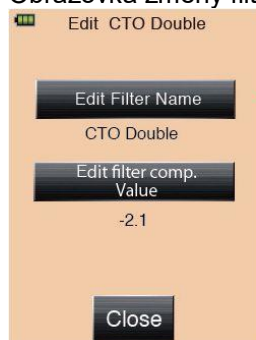 Edit CTO Double
Edit Filter Name
CTO Double
Edit filter comp.
Value
-2.1
Close